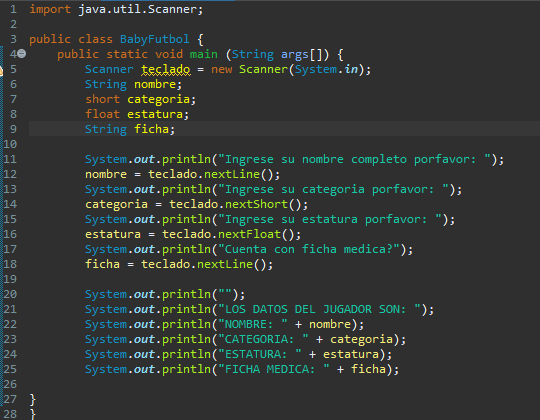 1 import java.util.Scanner;
2
3 public class BabyFutbol {
4 public static void main (String args[]) {
5 Scanner teclado = new Scanner(System.in);
6 String nombre;
7 short categoria;
8 float estatura;
9 String ficha;
10
11 System.out.println("Ingrese su nombre completo porfavor: ");
12 nombre = teclado.nextLine();
13 System.out.println("Ingrese su categoria porfavor: ");
14 categoria = teclado.nextShort();
15 System.out.println("Ingrese su estatura porfavor: ");
16 estatura = teclado.nextFloat();
17 System.out.println("Cuenta con ficha medica?");
18 ficha = teclado.nextLine();
19
20 System.out.println("");
21 System.out.println("LOS DATOS DEL JUGADOR SON: ");
22 System.out.println("NOMBRE: " + nombre);
23 System.out.println("CATEGORIA: " + categoria);
24 System.out.println("ESTATURA: " + estatura);
25 System.out.println("FICHA MEDICA: " + ficha);
26
27 }
28 }